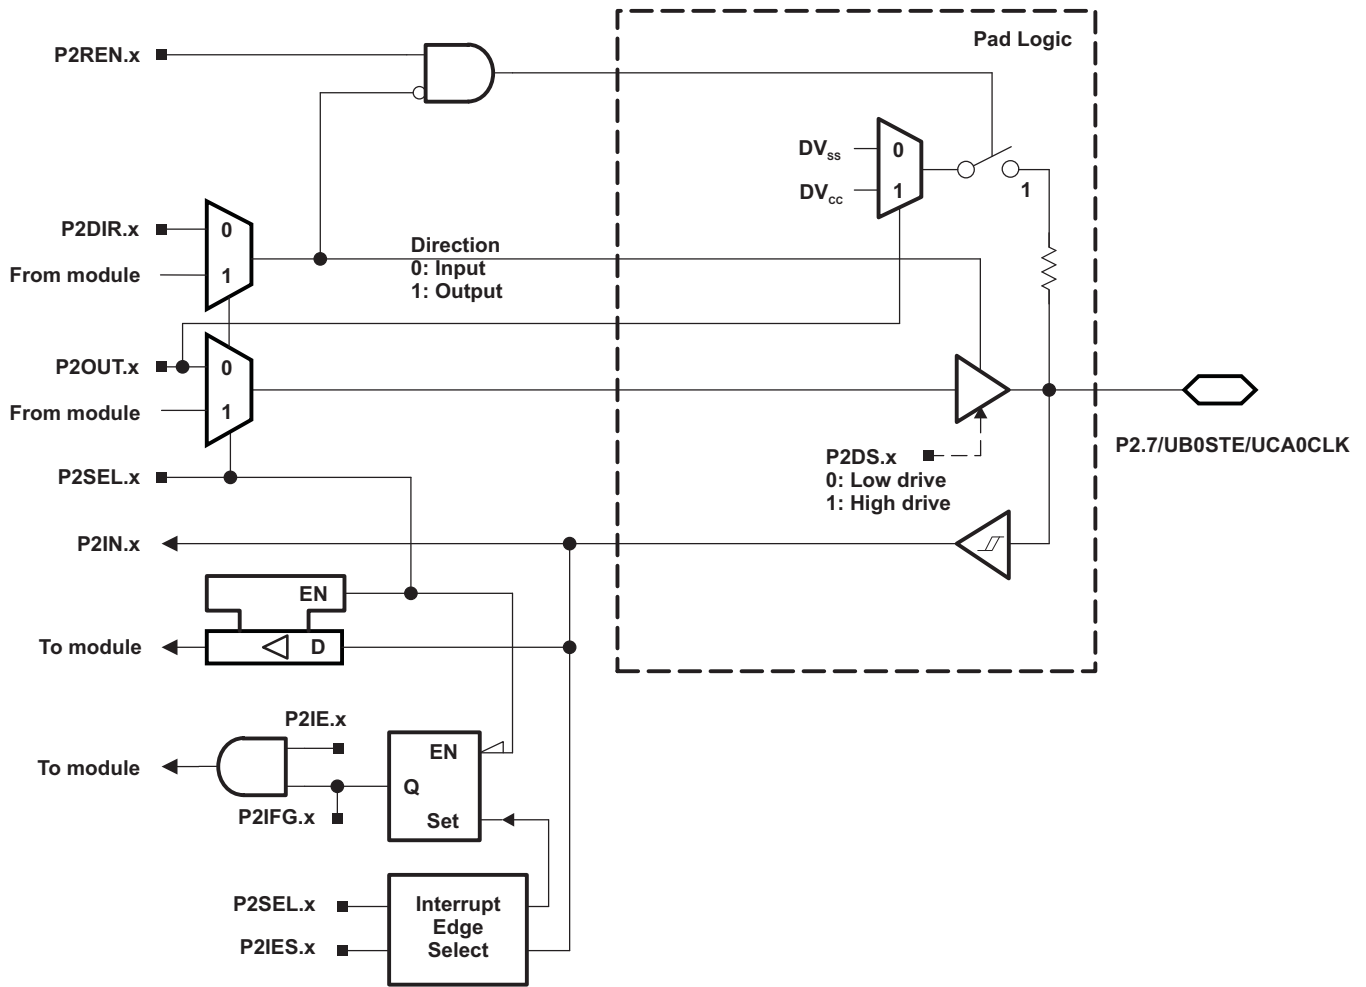 Pad Logic
P2REN.x
DVSS
0
DVCC
1
1
P2DIR.x
0
From module
1
Direction
0: Input
1: Output
P2OUT.x
0
From module
1
P2SEL.x
P2DS.x
0: Low drive
1: High drive
P2.7/UB0STE/UCA0CLK
P2IN.x
EN
To module
D
P2IE.x
EN
To module
Q
P2IFG.x
Set
P2SEL.x
P2IES.x
Interrupt
Edge
Select